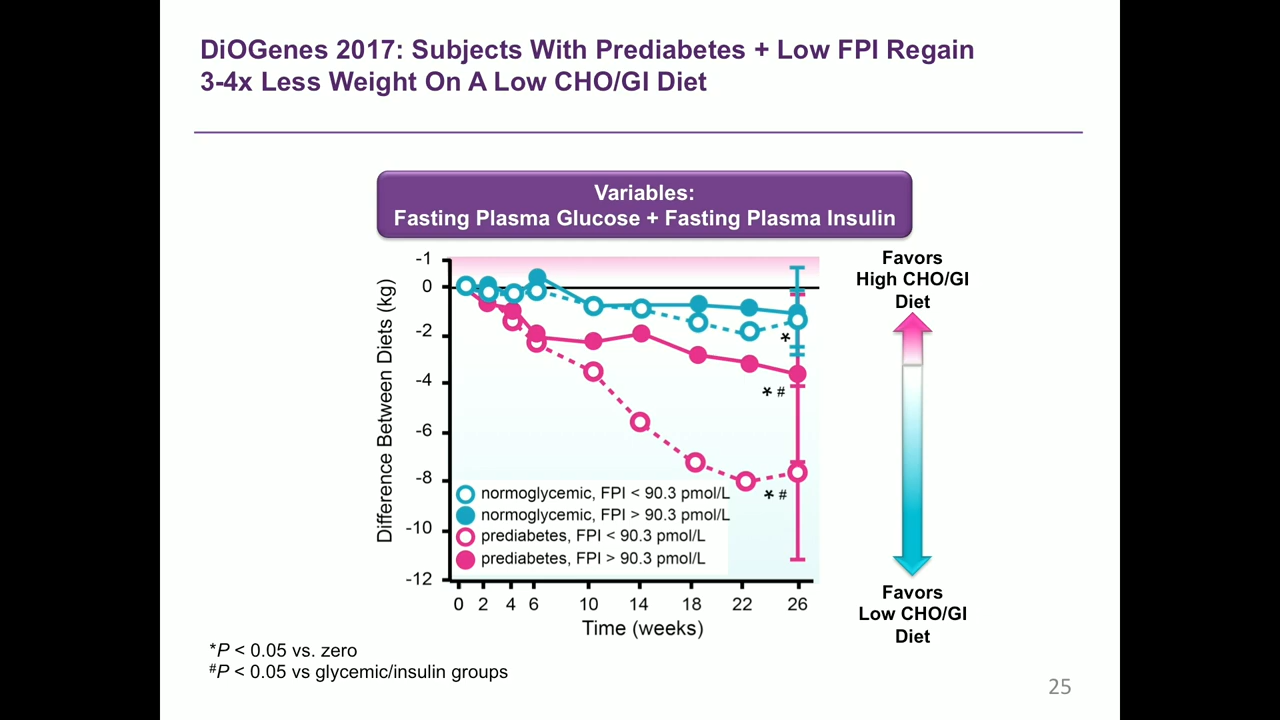 DiOGenes 2017: Subjects With Prediabetes + Low FPI Regain
3-4x Less Weight On A Low CHO/GI Diet
Variables:
Fasting Plasma Glucose + Fasting Plasma Insulin
Difference Between Diets (kg)
-1
0
-2
-4
-6
-8
-10
-12
*
* #
* #
normoglycemic, FPI < 90.3 pmol/L
normoglycemic, FPI > 90.3 pmol/L
prediabetes, FPI < 90.3 pmol/L
prediabetes, FPI > 90.3 pmol/L
0 2 4 6 10 14 18 22 26
Time (weeks)
Favors
High CHO/GI
Diet
Favors
Low CHO/GI
Diet
*P < 0.05 vs. zero
#P < 0.05 vs glycemic/insulin groups
25